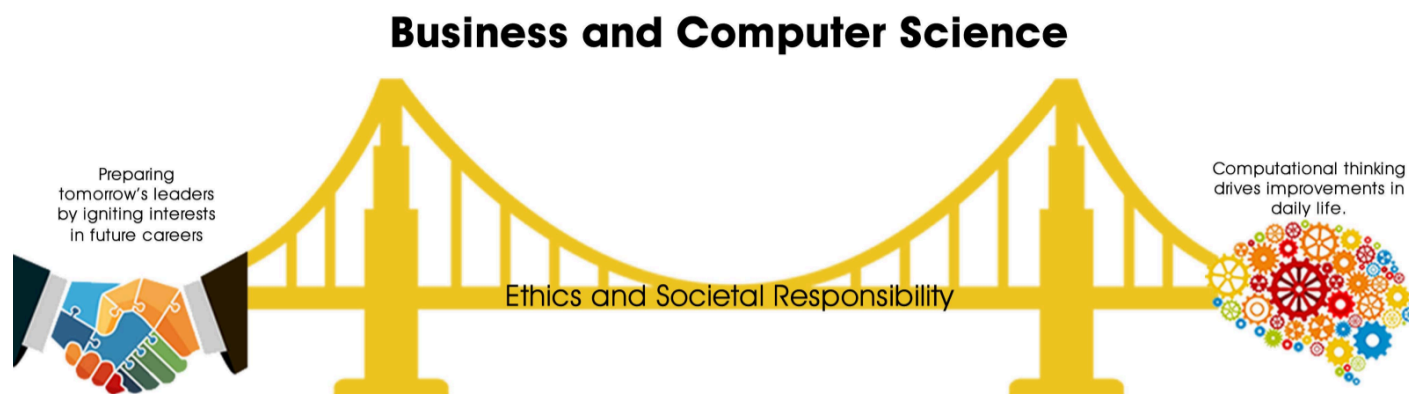 Business and Computer Science
Preparing
tomorrow's leaders
by igniting interests
in future careers
Computational thinking
drives improvements in
daily life.
Ethics and Societal Responsibility